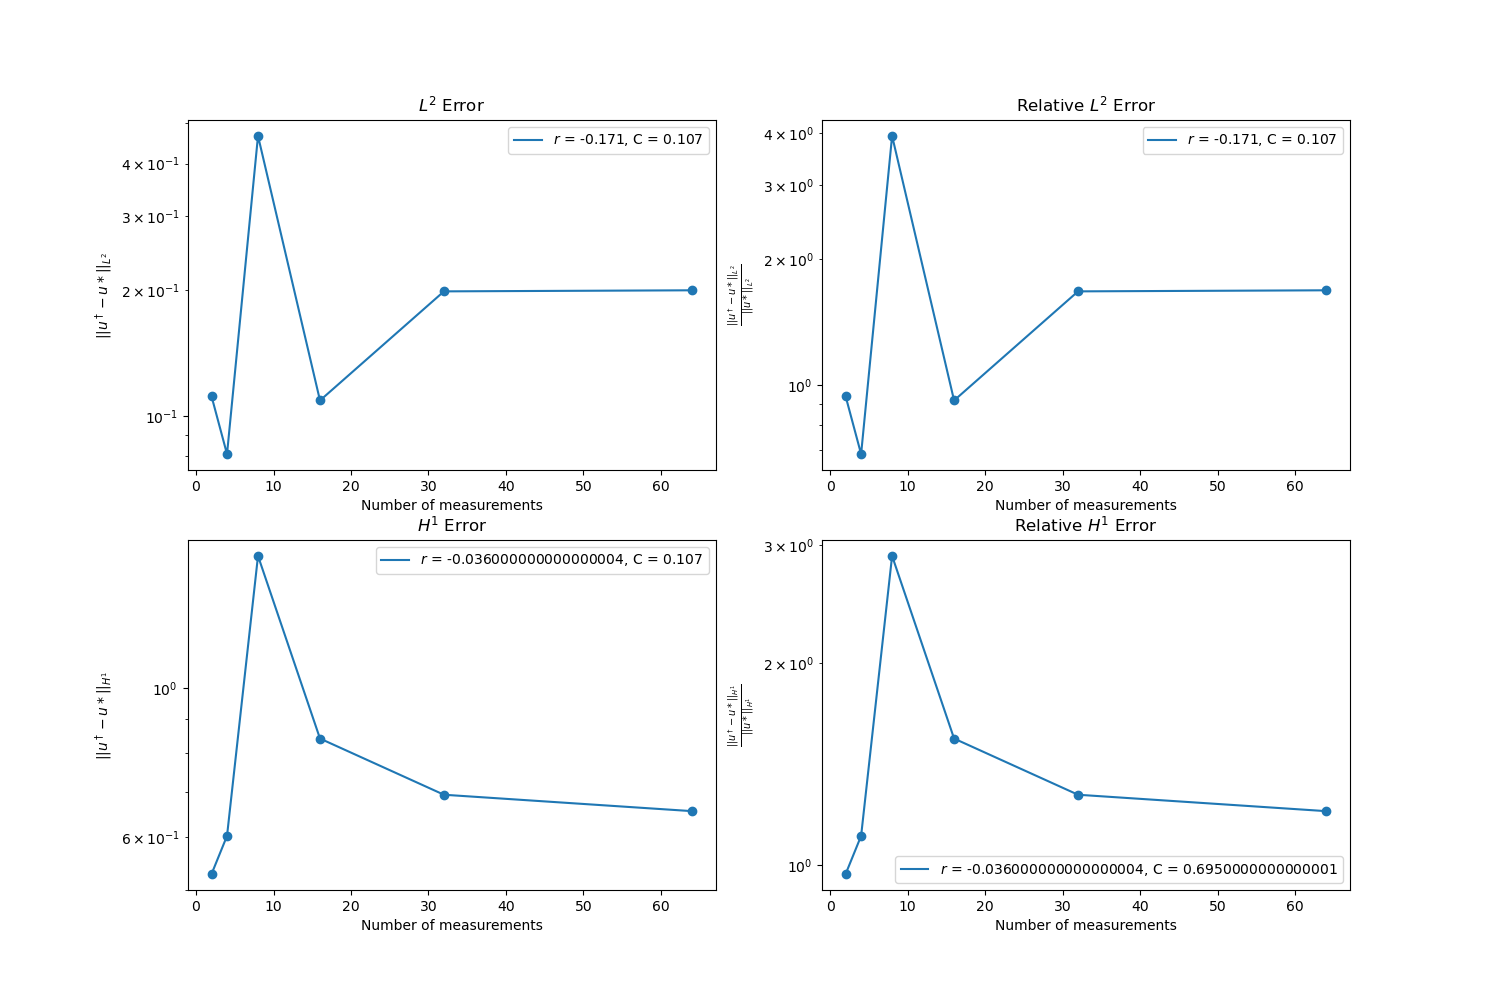 L² Error
r = -0.171, C = 0.107
4 × 10⁻¹
3 × 10⁻¹
2 × 10⁻¹
10⁻¹
||u† − u*||_{L²}
0 10 20 30 40 50 60
Number of measurements
Relative L² Error
r = -0.171, C = 0.107
4 × 10⁰
3 × 10⁰
2 × 10⁰
10⁰
||u† − u*||_{L²}
||u*||_{L²}
0 10 20 30 40 50 60
Number of measurements
H¹ Error
r = -0.036000000000000004, C = 0.107
10⁰
6 × 10⁻¹
||u† − u*||_{H¹}
0 10 20 30 40 50 60
Number of measurements
Relative H¹ Error
3 × 10⁰
2 × 10⁰
10⁰
||u† − u*||_{H¹}
||u*||_{H¹}
r = -0.036000000000000004, C = 0.6950000000000001
0 10 20 30 40 50 60
Number of measurements